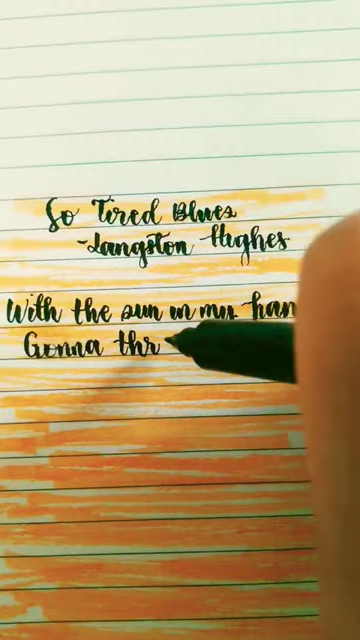 So Tired Blues
-Langston Hughes
With the sun in my han
Gonna thr